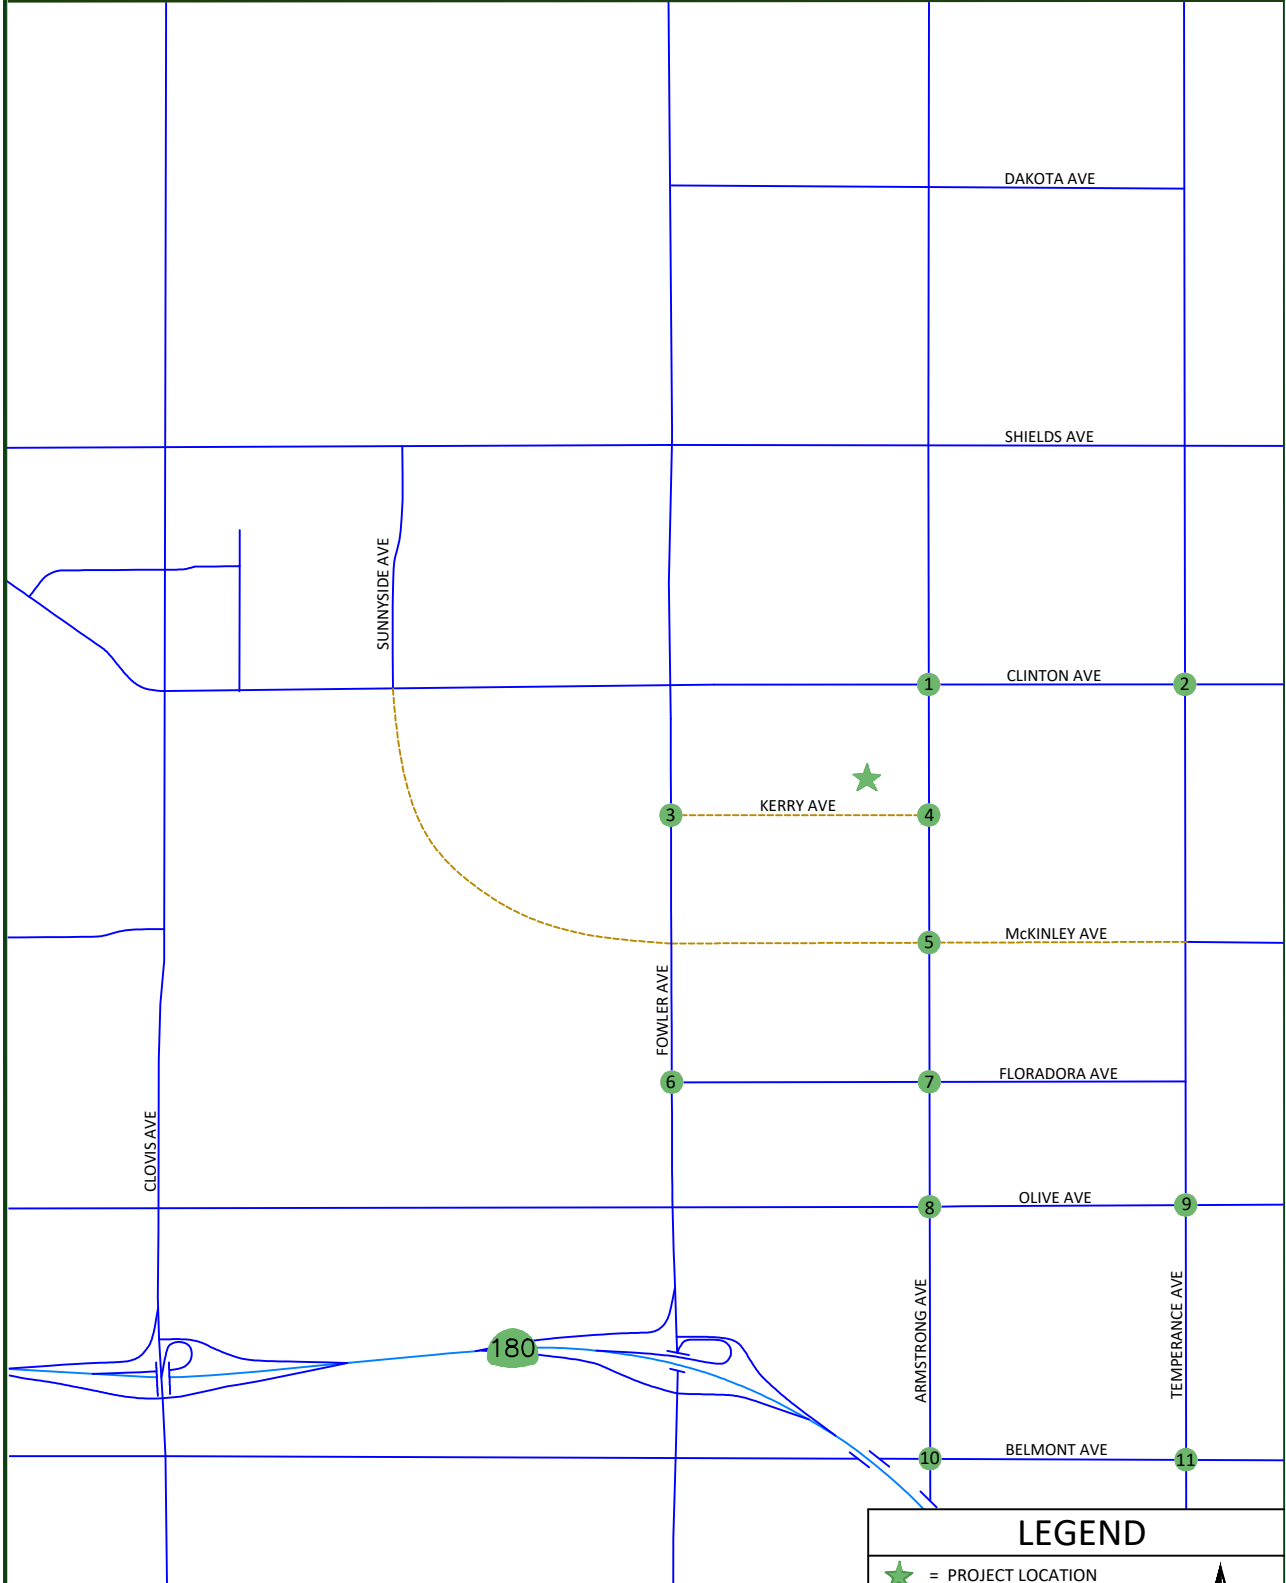 DAKOTA AVE
SHIELDS AVE
SUNNYSIDE AVE
CLINTON AVE
1
2
KERRY AVE
3
4
McKINLEY AVE
5
FOWLER AVE
FLORADORA AVE
6
7
CLOVIS AVE
OLIVE AVE
8
9
ARMSTRONG AVE
TEMPERANCE AVE
180
BELMONT AVE
10
11
LEGEND
= PROJECT LOCATION